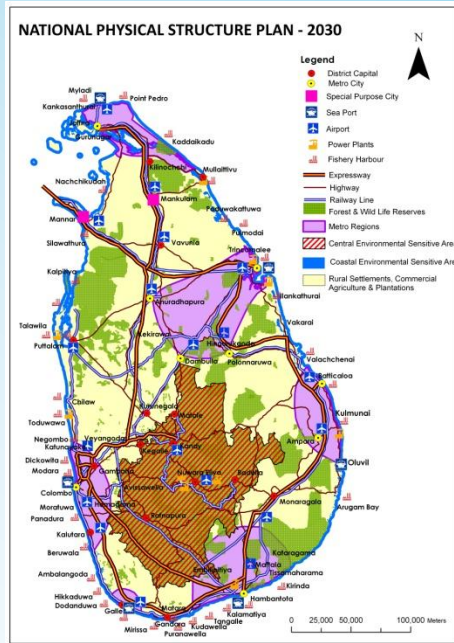 NATIONAL PHYSICAL STRUCTURE PLAN - 2030
N
Legend
District Capital
Metro City
Special Purpose City
Sea Port
Airport
Power Plants
Fishery Harbour
Expressway
Highway
Railway Line
Forest & Wild Life Reserves
Metro Regions
Central Environmental Sensitive Area
Coastal Environmental Sensitive Area
Rural Settlements, Commercial
Agriculture & Plantations
Myladi
Point Pedro
Kankasanthurai
Gurunagar
Kaddaikadu
Kilinochchi
Mullaittivu
Nachchikudah
Mankulam
Mannar
Pulmodai
Silawathura
Vavunia
Trincomalee
Kalpitiya
Anuradhapura
Ilankathurai
Vakarai
Talawila
Kekirawa
Puttalam
Valachchenai
Dambulla
Polonnaruwa
Batticaloa
Chilaw
Kurunegala
Matale
Kulmunai
Toduwawa
Ampara
Negombo
Veyangoda
Kandy
Kegalle
Oluvil
Dickowita
Gampaha
Modara
Nuwara Eliya
Badulla
Colombo
Avissawella
Monaragala
Arugam Bay
Moratuwa
Panadura
Ratnapura
Kalutara
Kataragama
Beruwala
Mattala
Tissamaharama
Ambalangoda
Kirinda
Hikkaduwa
Hambantota
Dodanduwa
Galle
Matara
Kalamatiya
Tangalle
Gandara
Kudawella
Mirissa
Puranawella
0 25,000 50,000 100,000 Meters